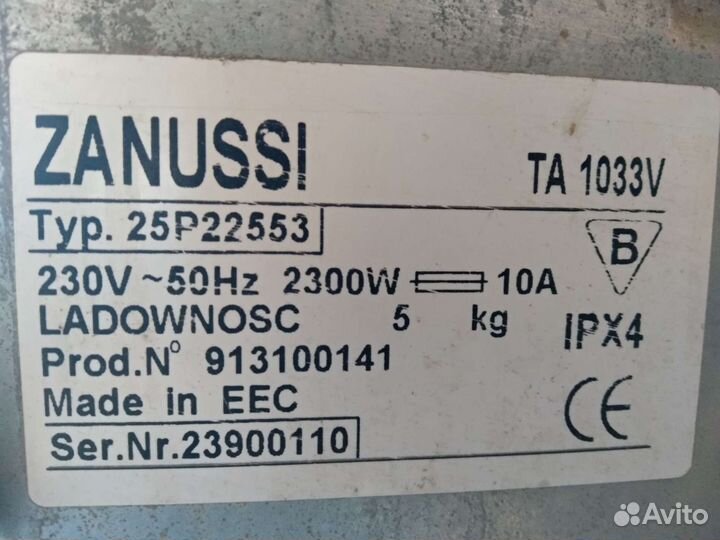 ZANUSSI
TA 1033V
Typ. 25P22553
B
230V ~50Hz 2300W 10A
LADOWNOSC 5 kg
IPX4
Prod.N° 913100141
Made in EEC
CE
Ser.Nr.23900110
Avito